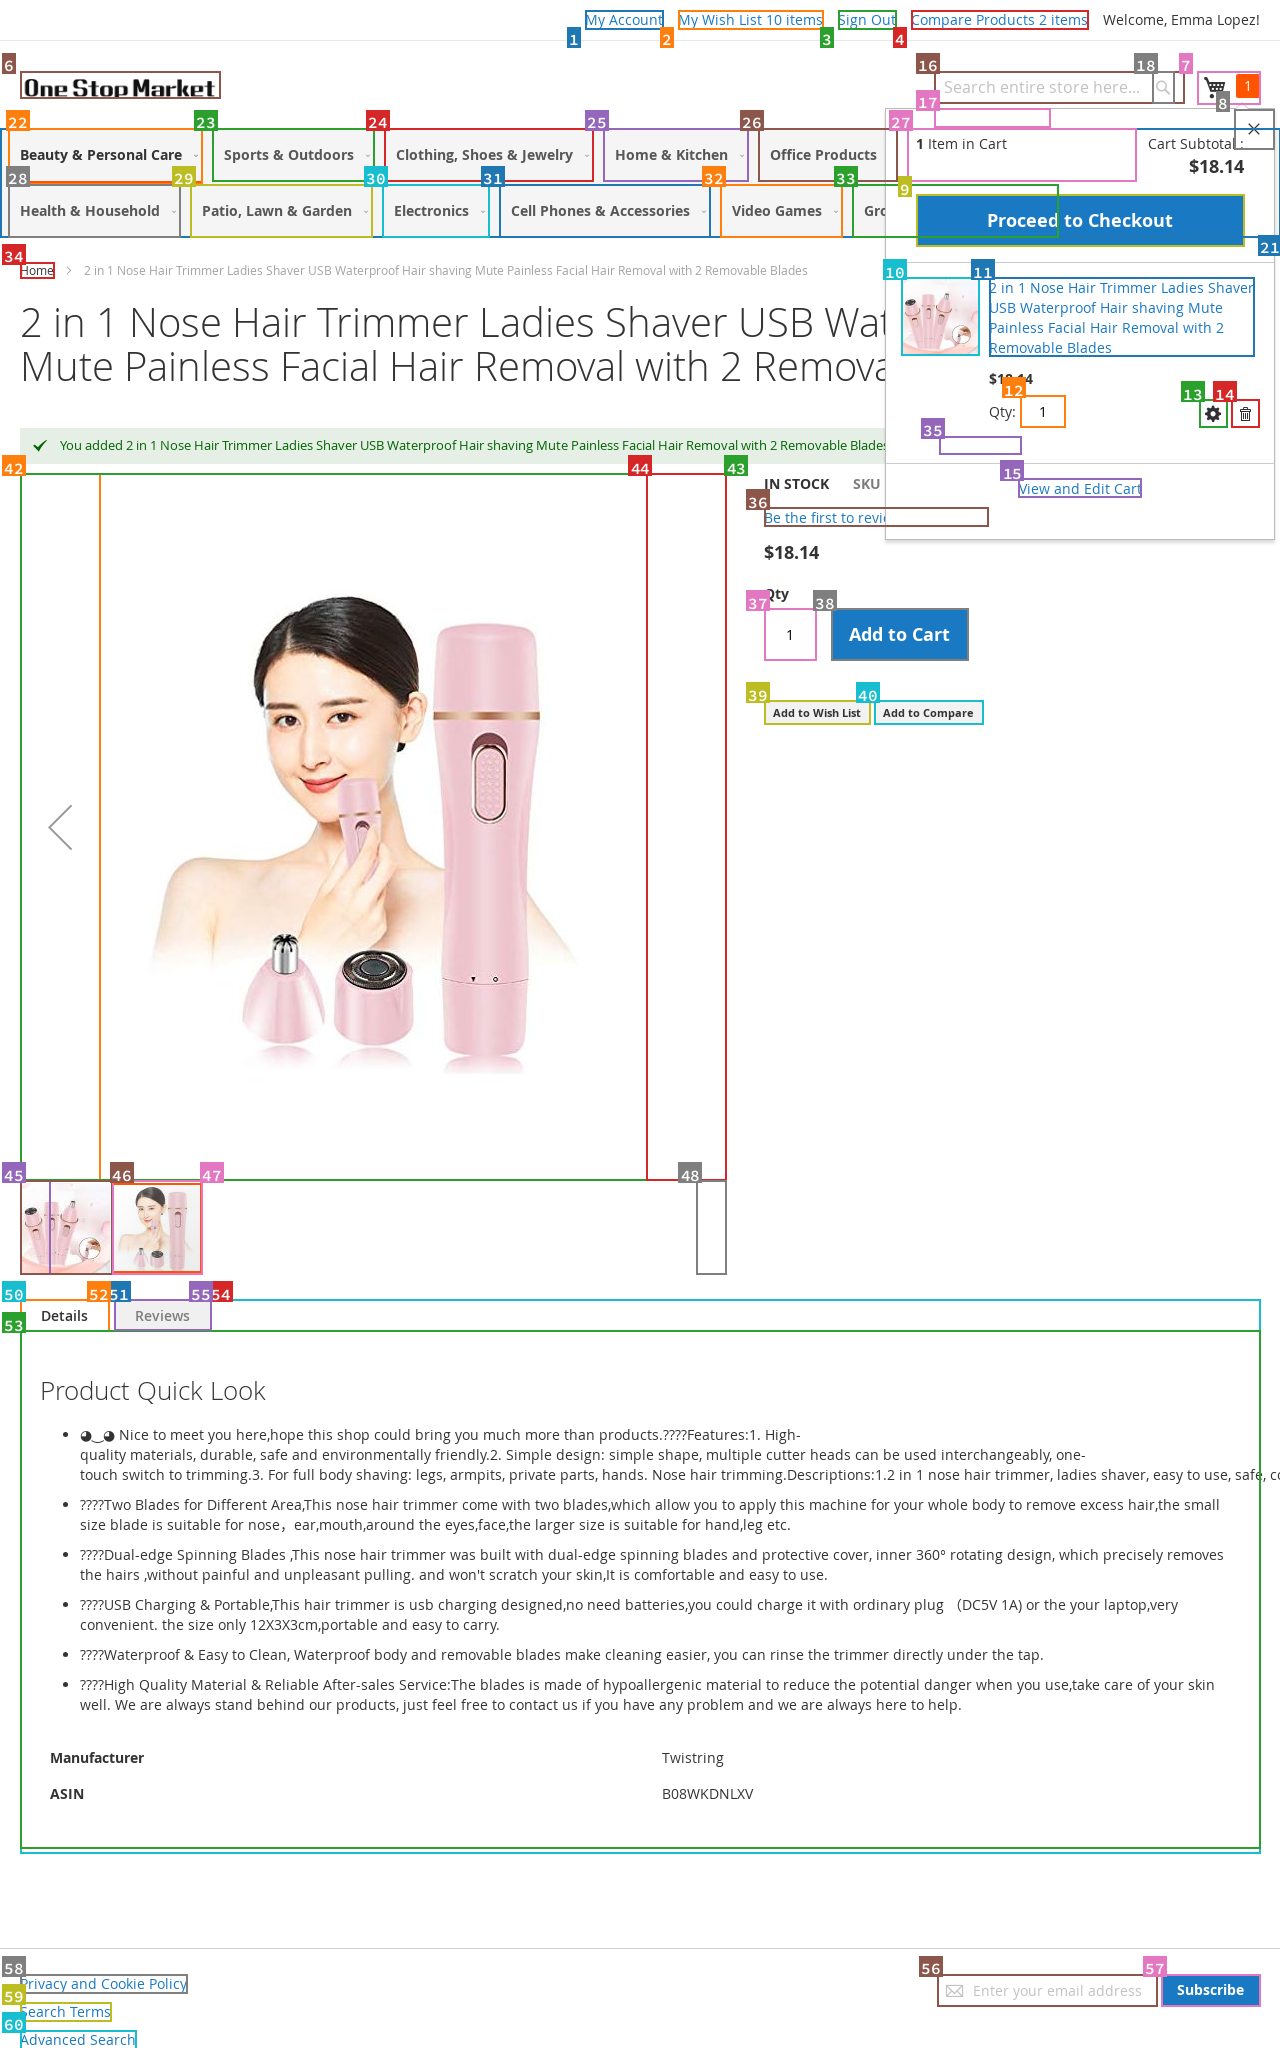 My Account
My Wish List 10 items
Sign Out
Compare Products 2 items
Welcome, Emma Lopez!
1
2
3
4
6
One Stop Market
16
Search entire store here...
18
7
1
17
8
22
Beauty & Personal Care
23
Sports & Outdoors
24
Clothing, Shoes & Jewelry
25
Home & Kitchen
26
Office Products
27
1 Item in Cart
Cart Subtotal :
$18.14
28
Health & Household
29
Patio, Lawn & Garden
30
Electronics
31
Cell Phones & Accessories
32
Video Games
33
Gro
9
Proceed to Checkout
21
34
Home
2 in 1 Nose Hair Trimmer Ladies Shaver USB Waterproof Hair shaving Mute Painless Facial Hair Removal with 2 Removable Blades
10
11
2 in 1 Nose Hair Trimmer Ladies Shaver
USB Waterproof Hair shaving Mute
Painless Facial Hair Removal with 2
Removable Blades
$18.14
12
Qty:
1
13
14
35
15
View and Edit Cart
2 in 1 Nose Hair Trimmer Ladies Shaver USB Wat
Mute Painless Facial Hair Removal with 2 Remova
You added 2 in 1 Nose Hair Trimmer Ladies Shaver USB Waterproof Hair shaving Mute Painless Facial Hair Removal with 2 Removable Blades
42
44
43
IN STOCK
SKU
36
Be the first to revie
$18.14
37
Qty
1
38
Add to Cart
39
Add to Wish List
40
Add to Compare
45
46
47
48
50
52
51
55
54
Details
Reviews
53
Product Quick Look
◕‿◕ Nice to meet you here,hope this shop could bring you much more than products.????Features:1. High-
quality materials, durable, safe and environmentally friendly.2. Simple design: simple shape, multiple cutter heads can be used interchangeably, one-
touch switch to trimming.3. For full body shaving: legs, armpits, private parts, hands. Nose hair trimming.Descriptions:1.2 in 1 nose hair trimmer, ladies shaver, easy to use, safe, co
????Two Blades for Different Area,This nose hair trimmer come with two blades,which allow you to apply this machine for your whole body to remove excess hair,the small
size blade is suitable for nose，ear,mouth,around the eyes,face,the larger size is suitable for hand,leg etc.
????Dual-edge Spinning Blades ,This nose hair trimmer was built with dual-edge spinning blades and protective cover, inner 360° rotating design, which precisely removes
the hairs ,without painful and unpleasant pulling. and won't scratch your skin,It is comfortable and easy to use.
????USB Charging & Portable,This hair trimmer is usb charging designed,no need batteries,you could charge it with ordinary plug （DC5V 1A) or the your laptop,very
convenient. the size only 12X3X3cm,portable and easy to carry.
????Waterproof & Easy to Clean, Waterproof body and removable blades make cleaning easier, you can rinse the trimmer directly under the tap.
????High Quality Material & Reliable After-sales Service:The blades is made of hypoallergenic material to reduce the potential danger when you use,take care of your skin
well. We are always stand behind our products, just feel free to contact us if you have any problem and we are always here to help.
Manufacturer
Twistring
ASIN
B08WKDNLXV
58
Privacy and Cookie Policy
56
Enter your email address
57
Subscribe
59
Search Terms
60
Advanced Search